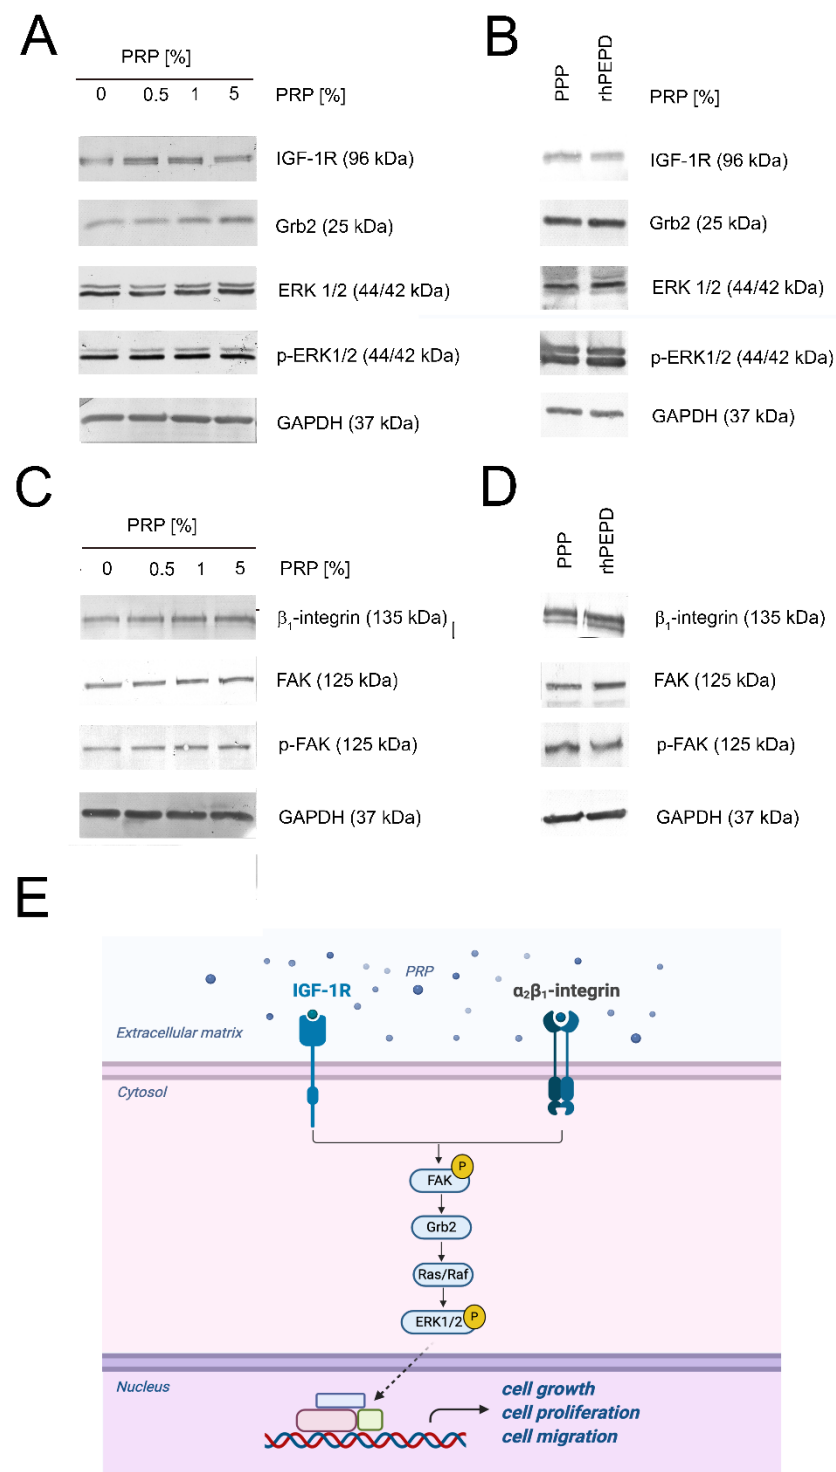 A
PRP [%]
0 0.5 1 5 PRP [%]
IGF-1R (96 kDa)
Grb2 (25 kDa)
ERK 1/2 (44/42 kDa)
p-ERK1/2 (44/42 kDa)
GAPDH (37 kDa)
B
PPP rhPEPD PRP [%]
IGF-1R (96 kDa)
Grb2 (25 kDa)
ERK 1/2 (44/42 kDa)
p-ERK1/2 (44/42 kDa)
GAPDH (37 kDa)
C
PRP [%]
0 0.5 1 5 PRP [%]
β₁-integrin (135 kDa)
FAK (125 kDa)
p-FAK (125 kDa)
GAPDH (37 kDa)
D
PPP rhPEPD
β₁-integrin (135 kDa)
FAK (125 kDa)
p-FAK (125 kDa)
GAPDH (37 kDa)
E
PRP
IGF-1R α₂β₁-integrin
Extracellular matrix
Cytosol
P
FAK
Grb2
Ras/Raf
P
ERK1/2
Nucleus
cell growth
cell proliferation
cell migration